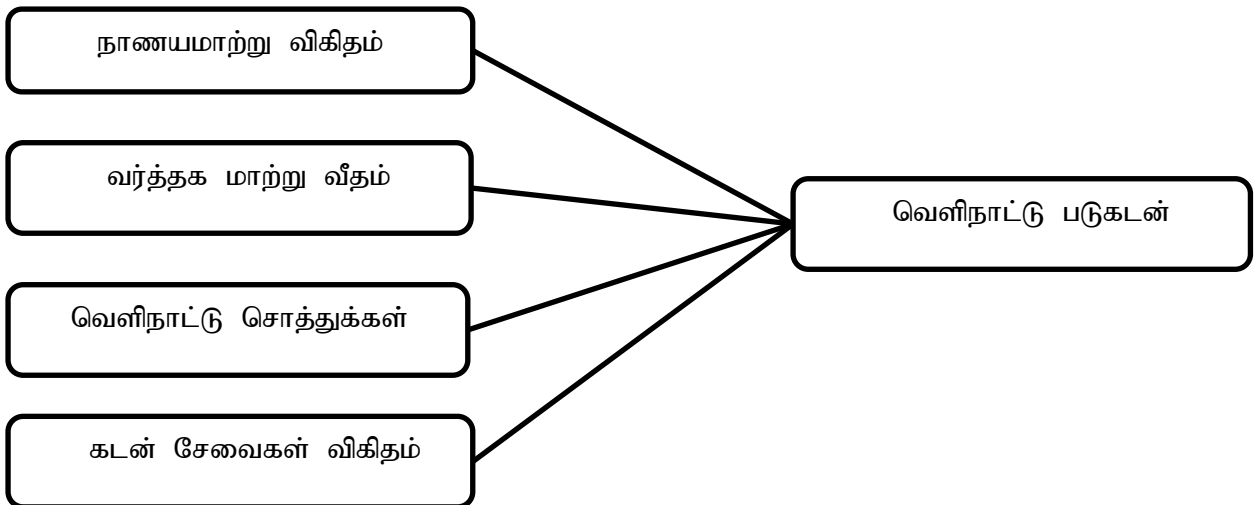 நாணயமாற்று விகிதம்
வர்த்தக மாற்று வீதம்
வெளிநாட்டு படுகடன்
வெளிநாட்டு சொத்துக்கள்
கடன் சேவைகள் விகிதம்